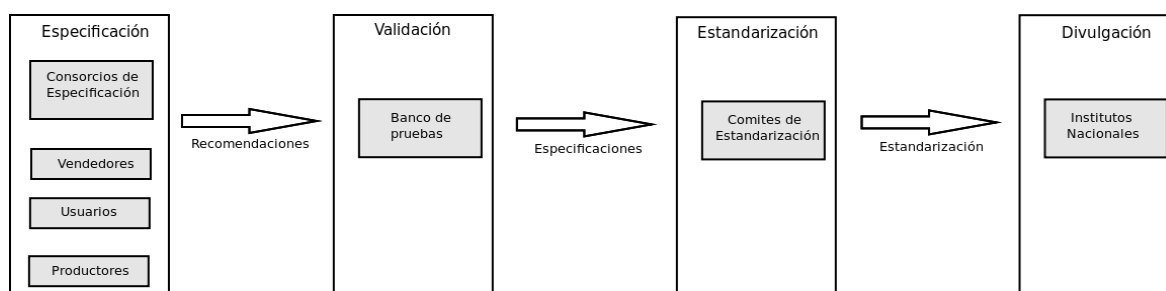 Especificación
Consorcios de
Especificación
Vendedores
Usuarios
Productores
Recomendaciones
Validación
Banco de
pruebas
Especificaciones
Estandarización
Comites de
Estandarización
Estandarización
Divulgación
Institutos
Nacionales